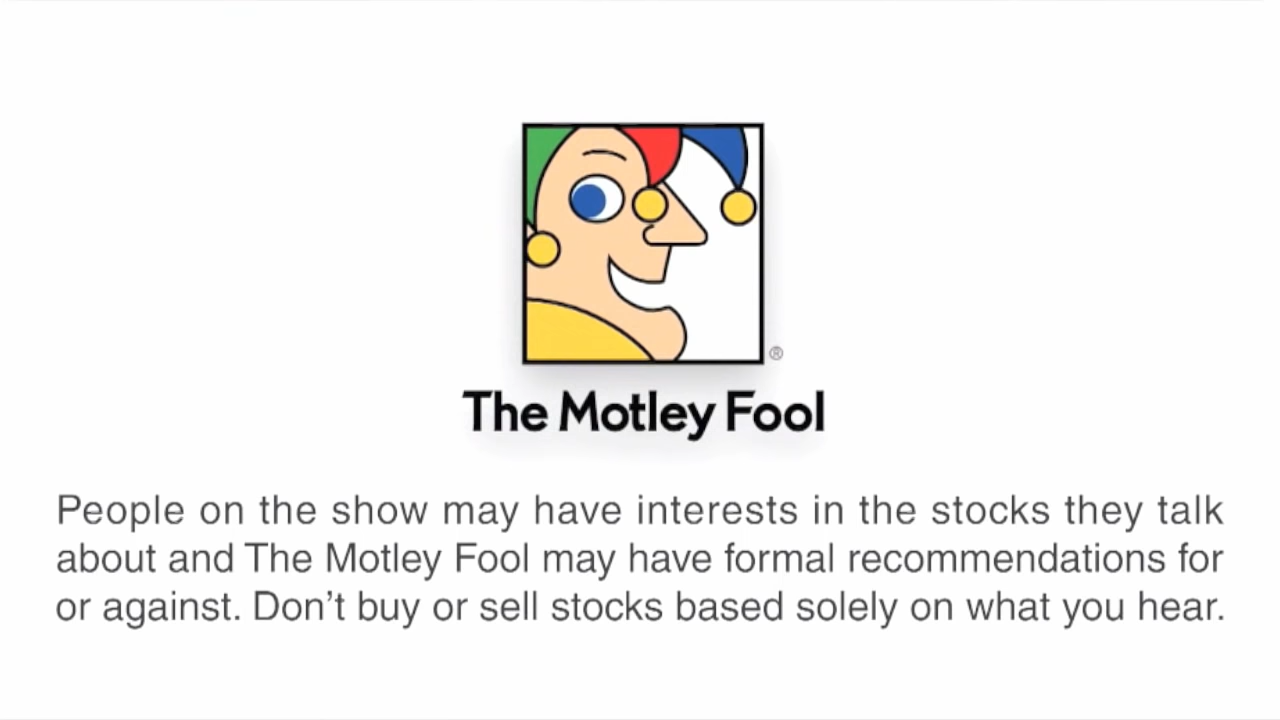 ®
The Motley Fool
People on the show may have interests in the stocks they talk
about and The Motley Fool may have formal recommendations for
or against. Don’t buy or sell stocks based solely on what you hear.